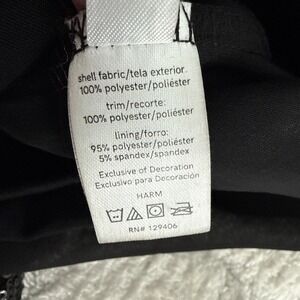 shell fabric/tela exterior:
100% polyester/poliéster
trim/recorte:
100% polyester/poliéster
lining/forro:
95% polyester/poliéster
5% spandex/spandex
Exclusive of Decoration
Exclusivo para Decoración
HARM
RN# 129406